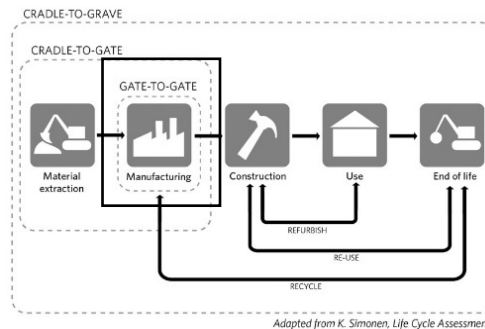 CRADLE-TO-GRAVE
CRADLE-TO-GATE
GATE-TO-GATE
Material
extraction
Manufacturing
Construction
Use
End of life
REFURBISH
RE-USE
RECYCLE
Adapted from K. Simonen, Life Cycle Assessmen